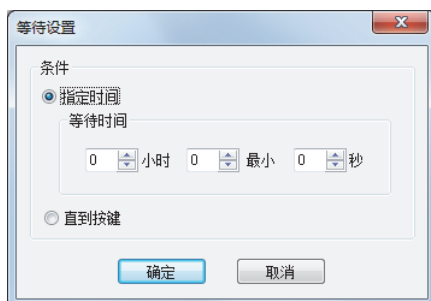 等待设置
条件
指定时间
等待时间
0 小时 0 最小 0 秒
直到按键
确定 取消